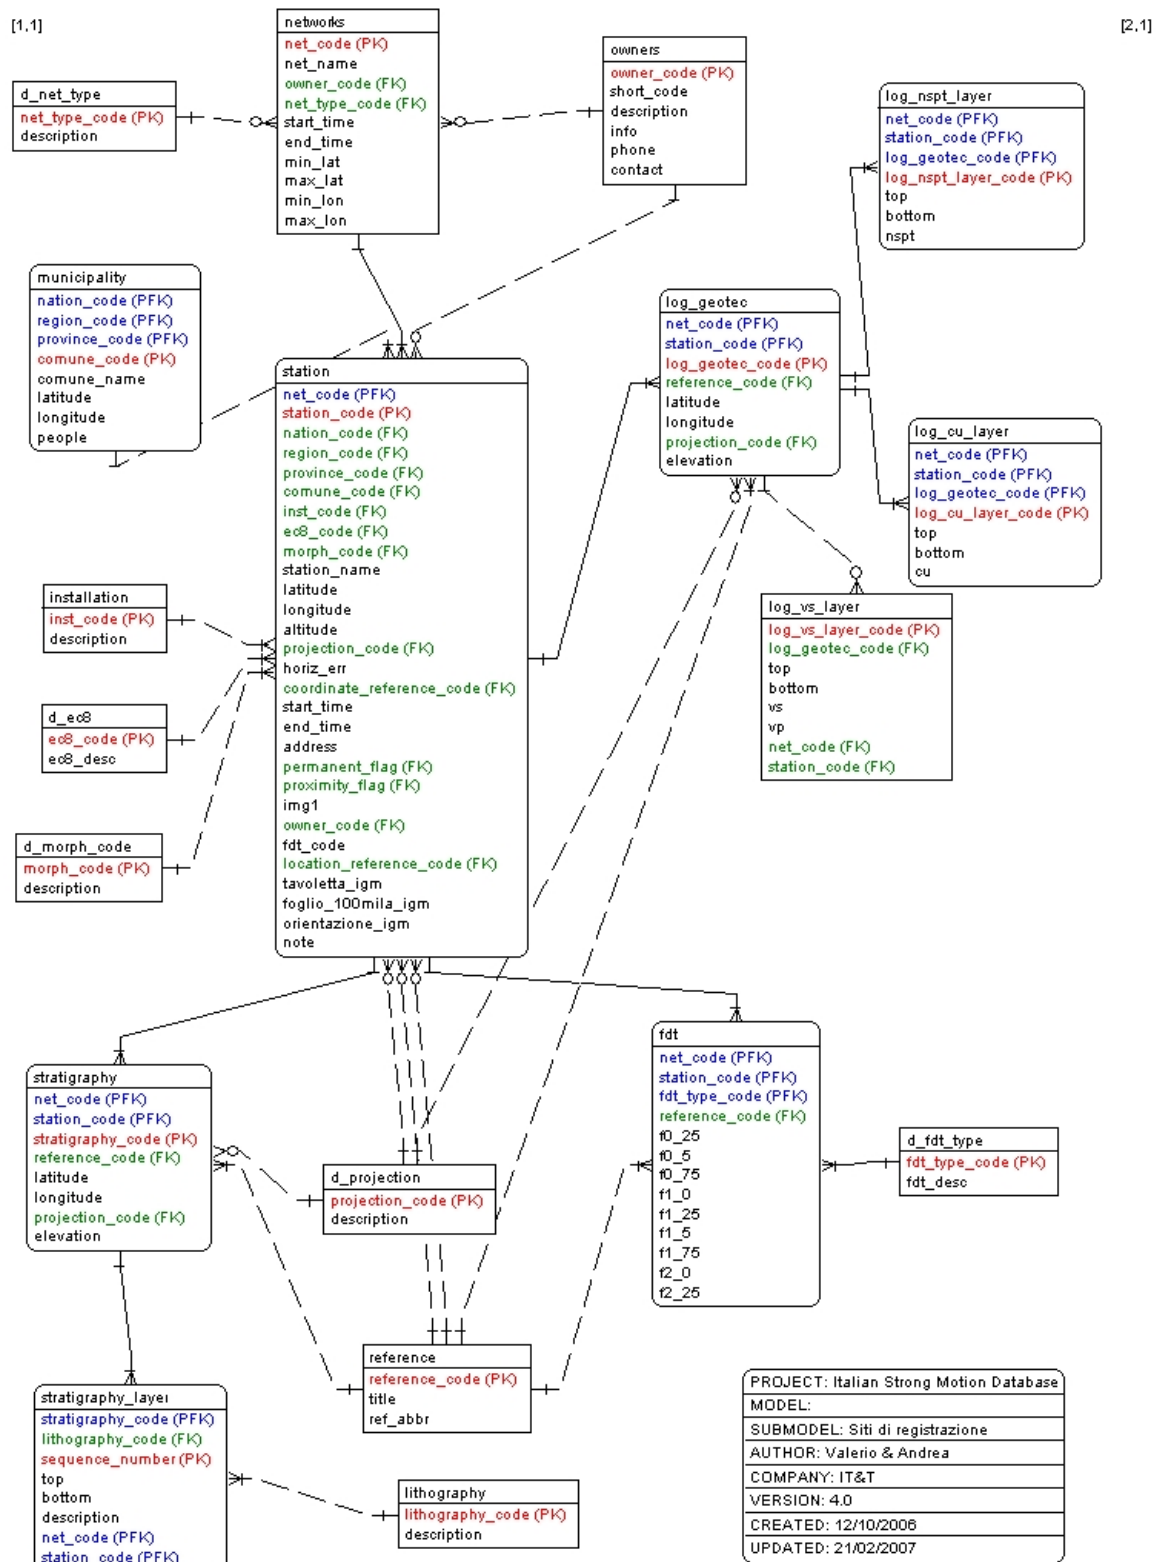 [1,1]
[2,1]
networks
net_code (PK)
net_name
owner_code (FK)
net_type_code (FK)
start_time
end_time
min_lat
max_lat
min_lon
max_lon
owners
owner_code (PK)
short_code
description
info
phone
contact
d_net_type
net_type_code (PK)
description
log_nspt_layer
net_code (PFK)
station_code (PFK)
log_geotec_code (PFK)
log_nspt_layer_code (PK)
top
bottom
nspt
municipality
nation_code (PFK)
region_code (PFK)
province_code (PFK)
comune_code (PK)
comune_name
latitude
longitude
people
log_geotec
net_code (PFK)
station_code (PFK)
log_geotec_code (PK)
reference_code (FK)
latitude
longitude
projection_code (FK)
elevation
station
net_code (PFK)
station_code (PK)
nation_code (FK)
region_code (FK)
province_code (FK)
comune_code (FK)
inst_code (FK)
ec8_code (FK)
morph_code (FK)
station_name
latitude
longitude
altitude
projection_code (FK)
horiz_err
coordinate_reference_code (FK)
start_time
end_time
address
permanent_flag (FK)
proximity_flag (FK)
img1
owner_code (FK)
fdt_code
location_reference_code (FK)
tavoletta_igm
foglio_100mila_igm
orientazione_igm
note
log_cu_layer
net_code (PFK)
station_code (PFK)
log_geotec_code (PFK)
log_cu_layer_code (PK)
top
bottom
cu
installation
inst_code (PK)
description
log_vs_layer
log_vs_layer_code (PK)
log_geotec_code (FK)
top
bottom
vs
vp
net_code (FK)
station_code (FK)
d_ec8
ec8_code (PK)
ec8_desc
d_morph_code
morph_code (PK)
description
stratigraphy
net_code (PFK)
station_code (PFK)
stratigraphy_code (PK)
reference_code (FK)
latitude
longitude
projection_code (FK)
elevation
fdt
net_code (PFK)
station_code (PFK)
fdt_type_code (PFK)
reference_code (FK)
f0_25
f0_5
f0_75
f1_0
f1_25
f1_5
f1_75
f2_0
f2_25
d_fdt_type
fdt_type_code (PK)
fdt_desc
d_projection
projection_code (PK)
description
reference
reference_code (PK)
title
ref_abbr
stratigraphy_layer
stratigraphy_code (PFK)
lithography_code (FK)
sequence_number (PK)
top
bottom
description
net_code (PFK)
station_code (PFK)
lithography
lithography_code (PK)
description
PROJECT: Italian Strong Motion Database
MODEL:
SUBMODEL: Siti di registrazione
AUTHOR: Valerio & Andrea
COMPANY: IT&T
VERSION: 4.0
CREATED: 12/10/2006
UPDATED: 21/02/2007